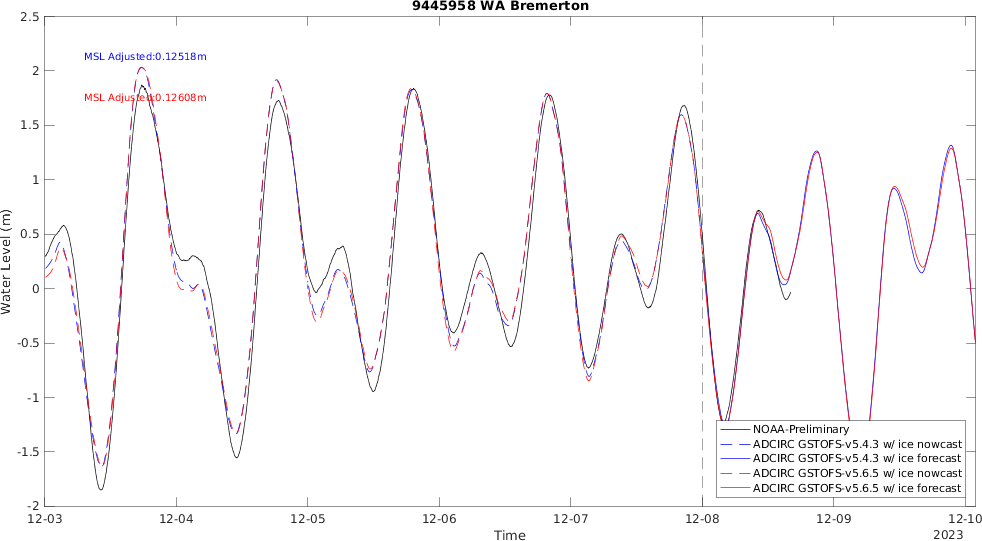 9445958 WA Bremerton
2.5
2
1.5
1
0.5
0
-0.5
-1
-1.5
-2
Water Level (m)
MSL Adjusted:0.12518m
MSL Adjusted:0.12608m
NOAA-Preliminary
ADCIRC GSTOFS-v5.4.3 w/ ice nowcast
ADCIRC GSTOFS-v5.4.3 w/ ice forecast
ADCIRC GSTOFS-v5.6.5 w/ ice nowcast
ADCIRC GSTOFS-v5.6.5 w/ ice forecast
12-03 12-04 12-05 12-06 12-07 12-08 12-09 12-10
Time
2023